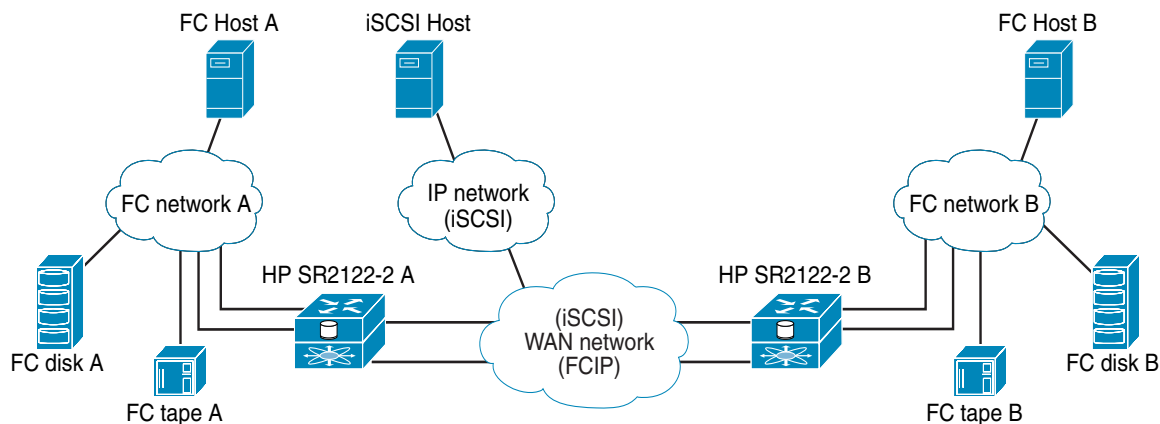 FC Host A
iSCSI Host
FC Host B
FC network A
IP network
(iSCSI)
FC network B
HP SR2122-2 A
HP SR2122-2 B
(iSCSI)
WAN network
(FCIP)
FC disk A
FC disk B
FC tape A
FC tape B